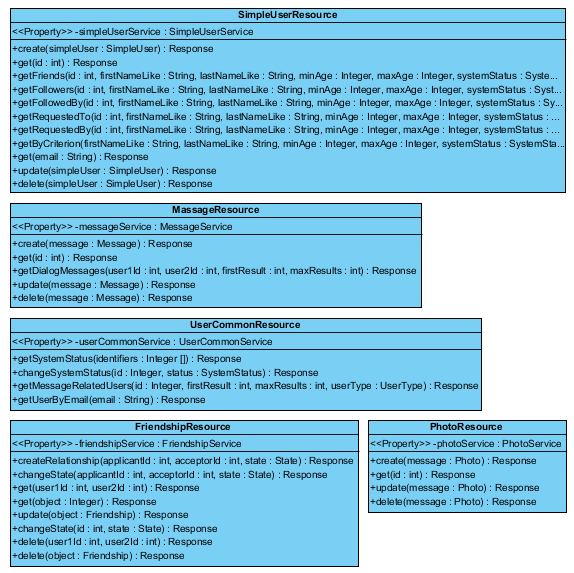 SimpleUserResource
<<Property>> -simpleUserService : SimpleUserService
+create(simpleUser : SimpleUser) : Response
+get(id : int) : Response
+getFriends(id : int, firstNameLike : String, lastNameLike : String, minAge : Integer, maxAge : Integer, systemStatus : Syste...
+getFollowers(id : int, firstNameLike : String, lastNameLike : String, minAge : Integer, maxAge : Integer, systemStatus : Sys...
+getFollowedBy(id : int, firstNameLike : String, lastNameLike : String, minAge : Integer, maxAge : Integer, systemStatus : Sy...
+getRequestedTo(id : int, firstNameLike : String, lastNameLike : String, minAge : Integer, maxAge : Integer, systemStatus : ...
+getRequestedBy(id : int, firstNameLike : String, lastNameLike : String, minAge : Integer, maxAge : Integer, systemStatus : ...
+getByCriterion(firstNameLike : String, lastNameLike : String, minAge : Integer, maxAge : Integer, systemStatus : SystemSta...
+get(email : String) : Response
+update(simpleUser : SimpleUser) : Response
+delete(simpleUser : SimpleUser) : Response
MassageResource
<<Property>> -messageService : MessageService
+create(message : Message) : Response
+get(id : int) : Response
+getDialogMessages(user1Id : int, user2Id : int, firstResult : int, maxResults : int) : Response
+update(message : Message) : Response
+delete(message : Message) : Response
UserCommonResource
<<Property>> -userCommonService : UserCommonService
+getSystemStatus(identifiers : Integer []) : Response
+changeSystemStatus(id : Integer, status : SystemStatus) : Response
+getMessageRelatedUsers(id : Integer, firstResult : int, maxResults : int, userType : UserType) : Response
+getUserByEmail(email : String) : Response
FriendshipResource
<<Property>> -friendshipService : FriendshipService
+createRelationship(applicantId : int, acceptorId : int, state : State) : Response
+changeState(applicantId : int, acceptorId : int, state : State) : Response
+get(user1Id : int, user2Id : int) : Response
+get(object : Integer) : Response
+update(object : Friendship) : Response
+changeState(id : int, state : State) : Response
+delete(user1Id : int, user2Id : int) : Response
+delete(object : Friendship) : Response
PhotoResource
<<Property>> -photoService : PhotoService
+create(message : Photo) : Response
+get(id : int) : Response
+update(message : Photo) : Response
+delete(message : Photo) : Response